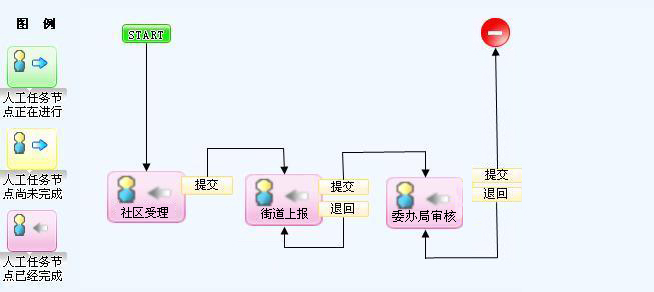 图 例
人工任务节
点正在进行
人工任务节
点尚未完成
人工任务节
点已经完成
START
社区受理
提交
街道上报
提交
退回
委办局审核
提交
退回